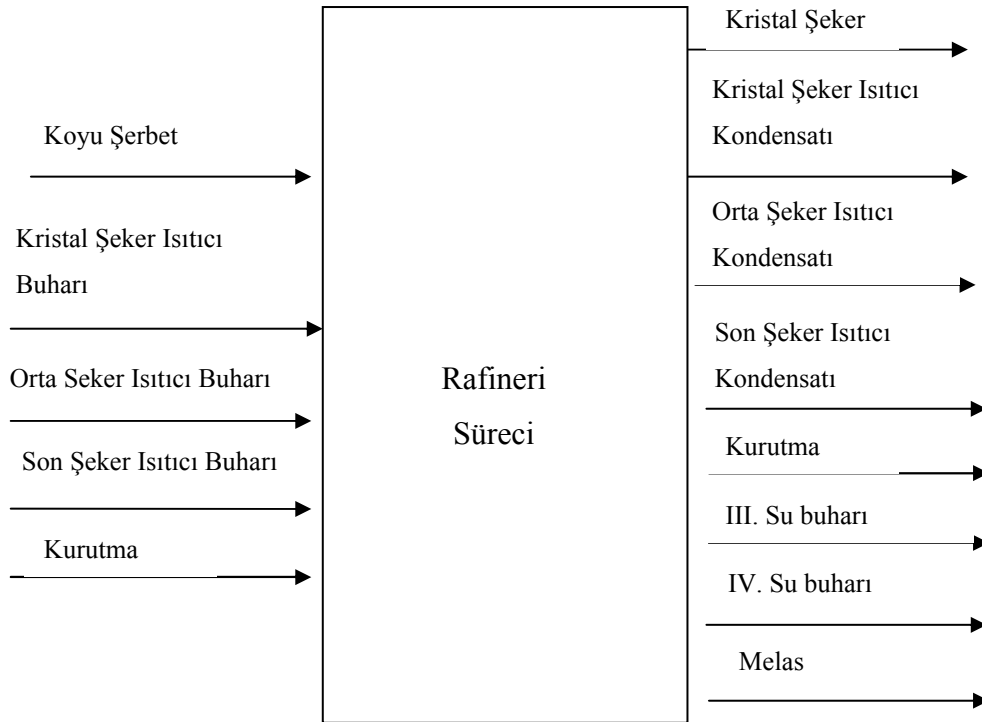 Koyu Şerbet
Kristal Şeker Isıtıcı
Buharı
Orta Seker Isıtıcı Buharı
Son Şeker Isıtıcı Buharı
Kurutma
Rafineri
Süreci
Kristal Şeker
Kristal Şeker Isıtıcı
Kondensatı
Orta Şeker Isıtıcı
Kondensatı
Son Şeker Isıtıcı
Kondensatı
Kurutma
III. Su buharı
IV. Su buharı
Melas